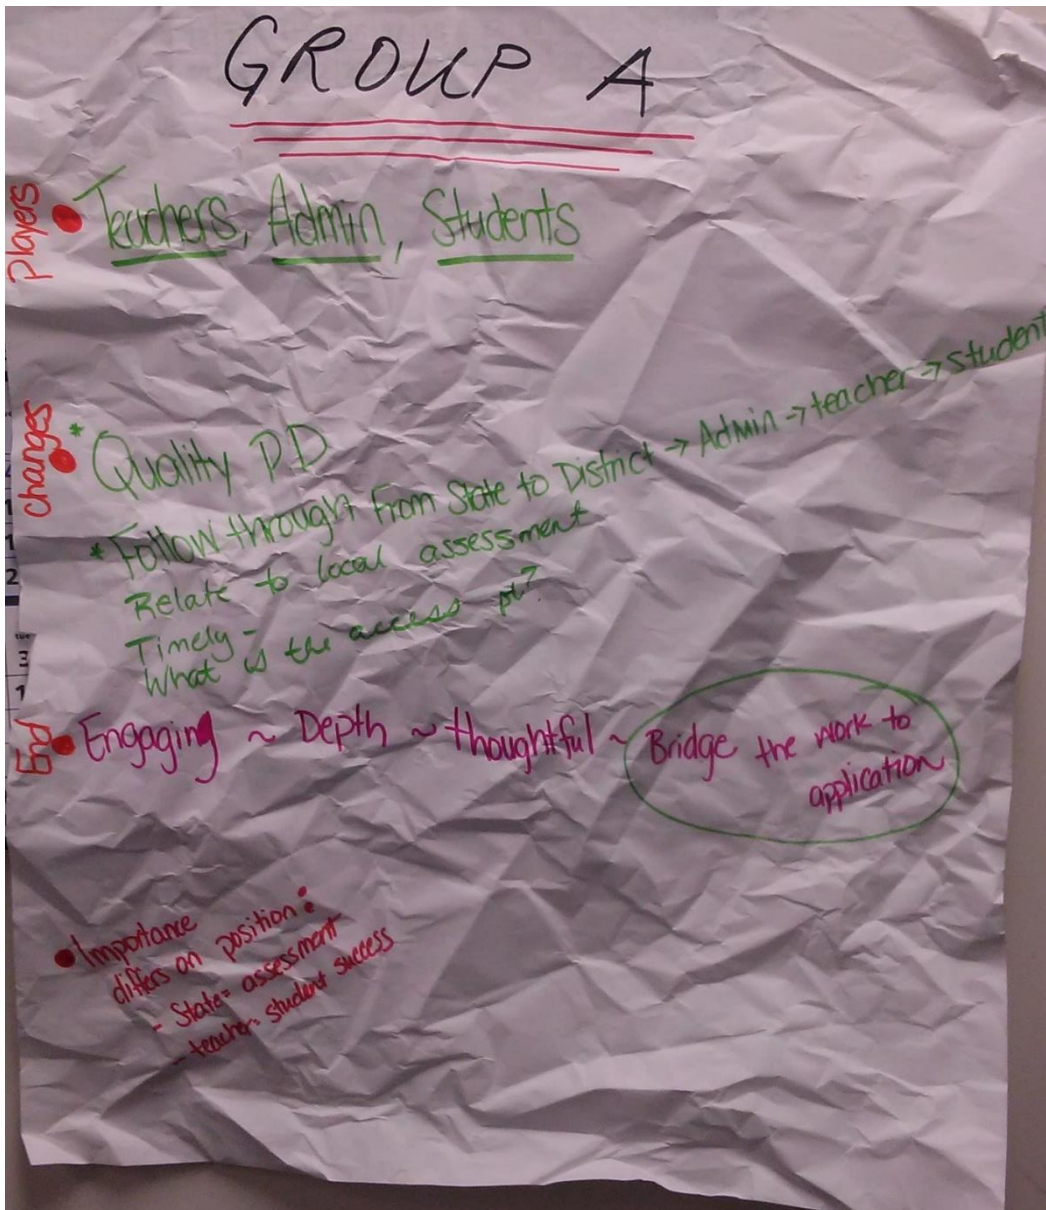 GROUP A
Players
Teachers, Admin, Students
changes
* Quality PD
* Follow through from State to District → Admin → teacher → student
Relate to local assessment
Timely -
What is the access pt?
End
Engaging ~ Depth ~ thoughtful ~ Bridge the work to
application
Importance
differs on position:
- State= assessment
- teacher= student success